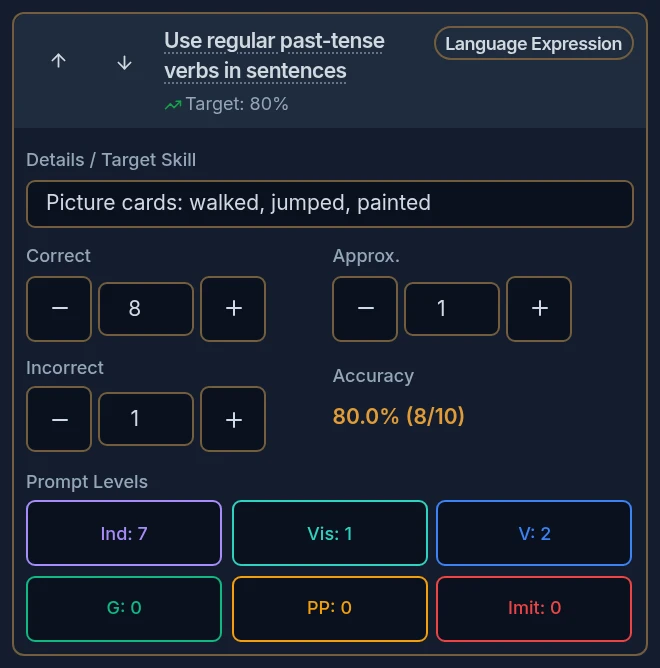 Use regular past-tense
verbs in sentences
Language Expression
Target: 80%
Details / Target Skill
Picture cards: walked, jumped, painted
Correct
Approx.
− 8 +
− 1 +
Incorrect
Accuracy
− 1 +
80.0% (8/10)
Prompt Levels
Ind: 7
Vis: 1
V: 2
G: 0
PP: 0
Imit: 0